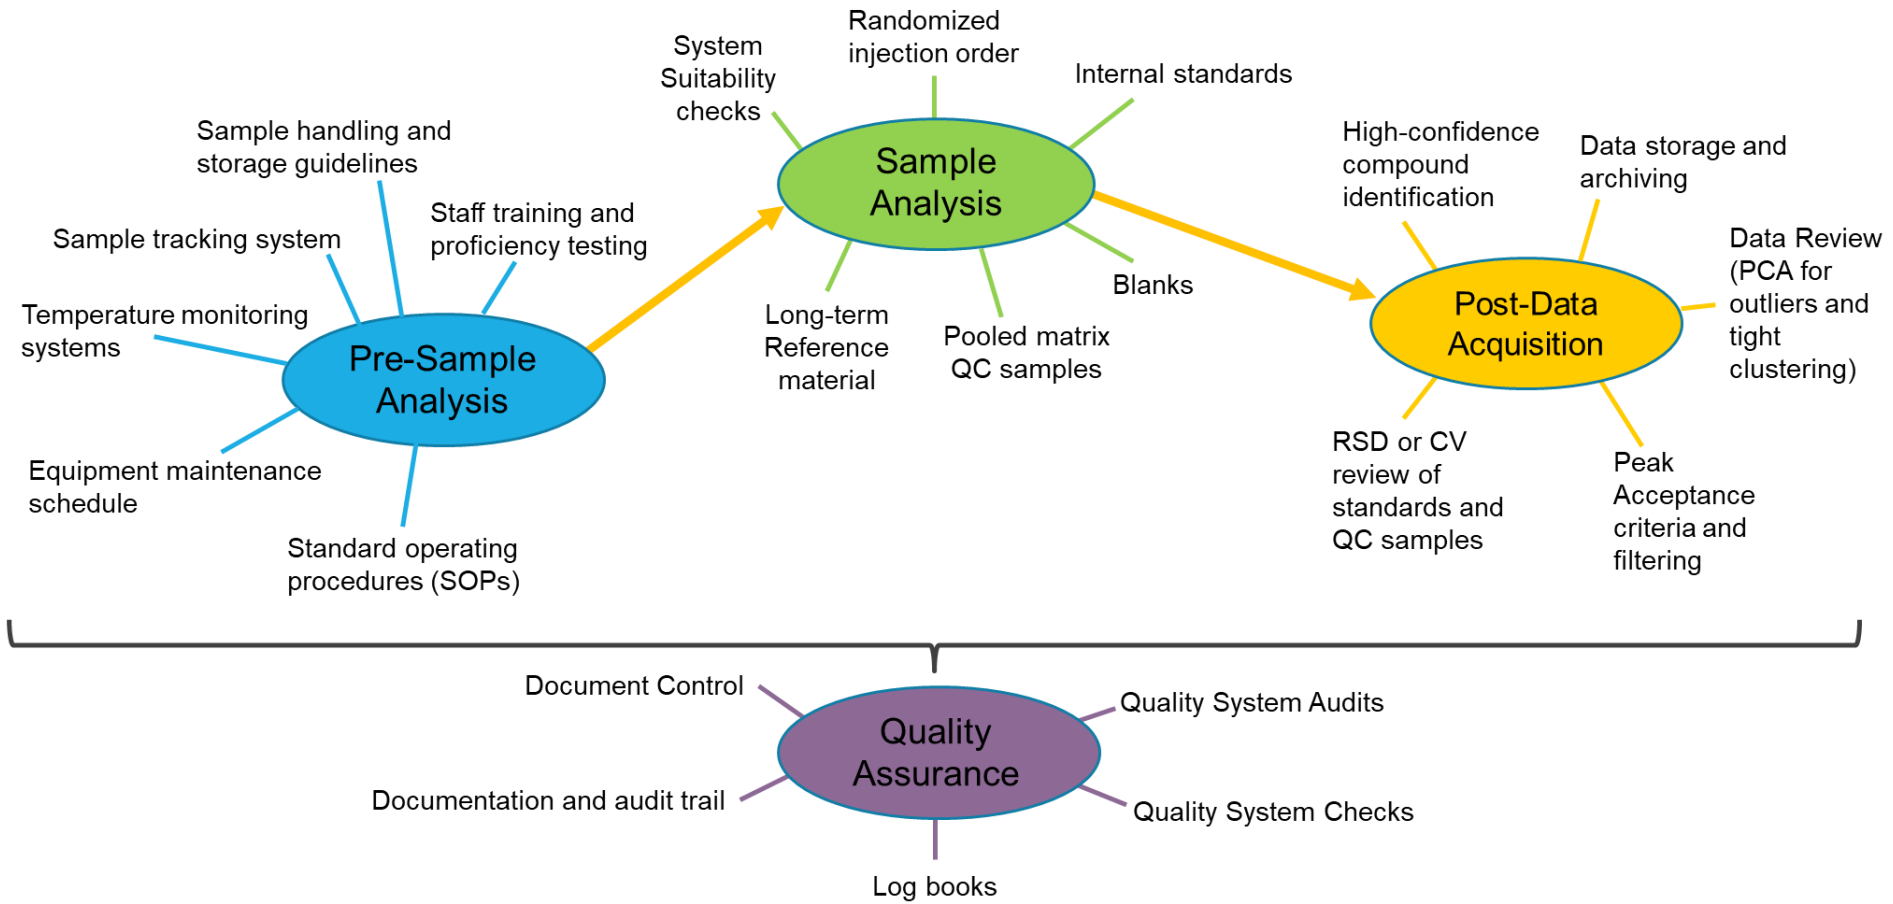 Sample handling and
storage guidelines
Staff training and
proficiency testing
Sample tracking system
Temperature monitoring
systems
Pre-Sample
Analysis
Equipment maintenance
schedule
Standard operating
procedures (SOPs)
System
Suitability
checks
Randomized
injection order
Internal standards
Sample
Analysis
Long-term
Reference
material
Pooled matrix
QC samples
Blanks
High-confidence
compound
identification
Data storage and
archiving
Data Review
(PCA for
outliers and
tight
clustering)
Post-Data
Acquisition
RSD or CV
review of
standards and
QC samples
Peak
Acceptance
criteria and
filtering
Document Control
Quality System Audits
Quality
Assurance
Documentation and audit trail
Quality System Checks
Log books